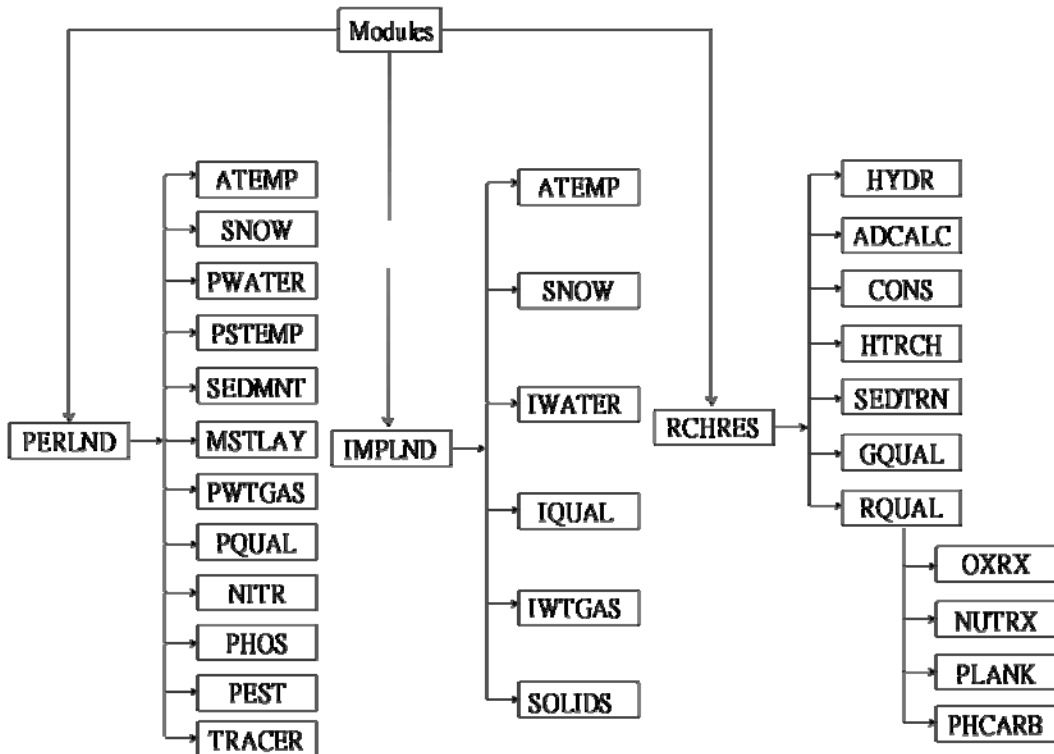 Modules
PERLND
ATEMP
SNOW
PWATER
PSTEMP
SEDMNT
MSTLAY
PWTGAS
PQUAL
NITR
PHOS
PEST
TRACER
IMPLND
ATEMP
SNOW
IWATER
IQUAL
IWTGAS
SOLIDS
RCHRES
HYDR
ADCALC
CONS
HTRCH
SEDTRN
GQUAL
RQUAL
OXRX
NUTRX
PLANK
PHCARB